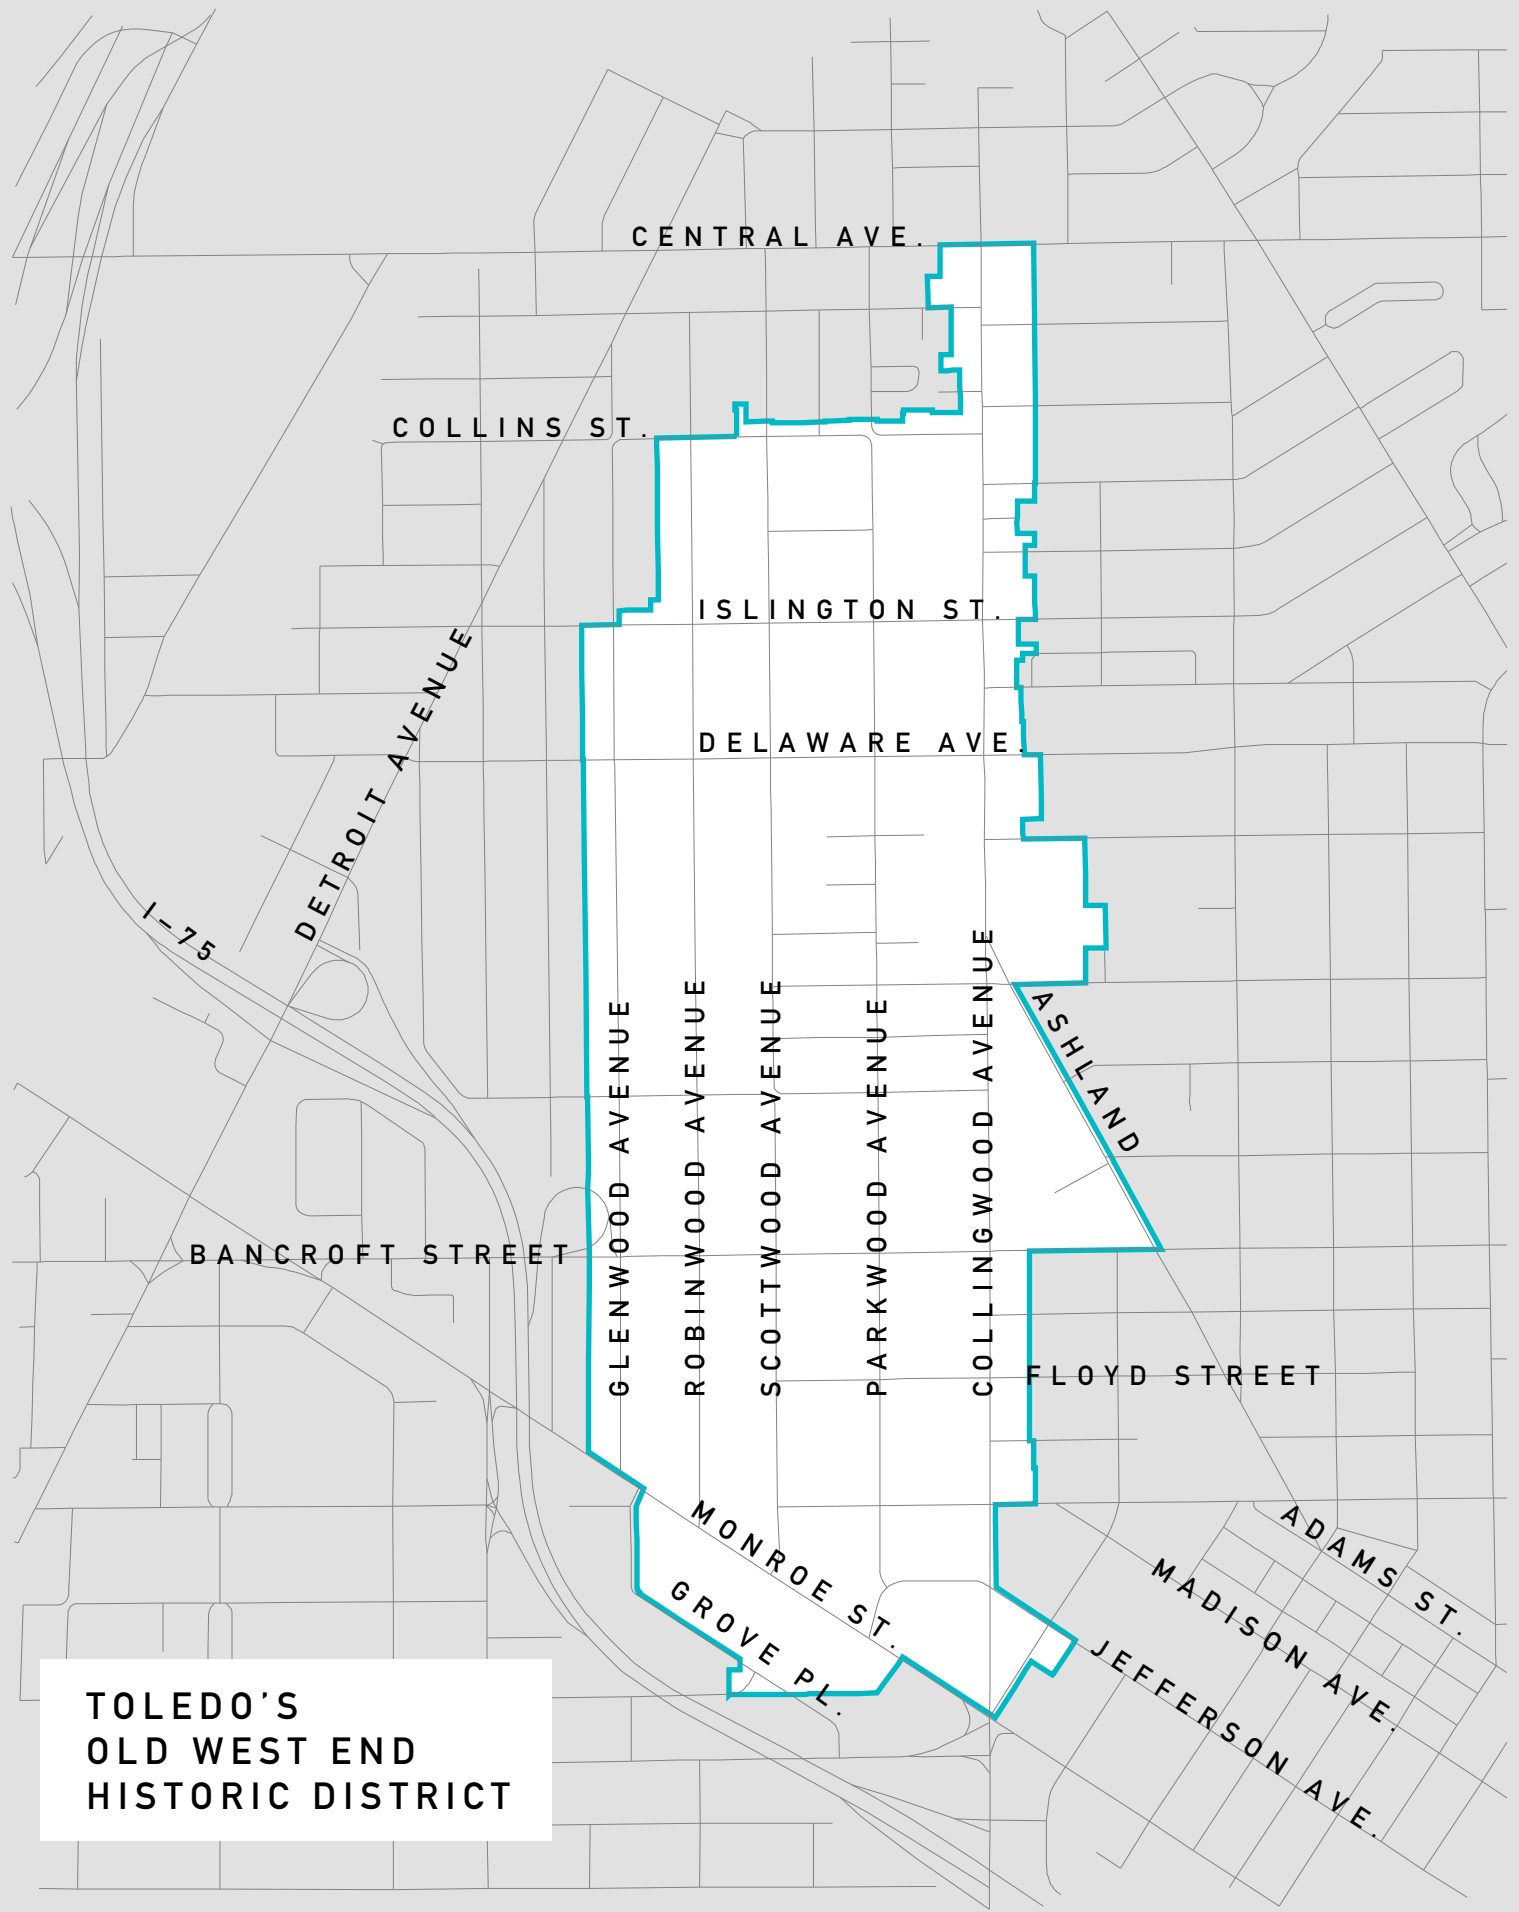 CENTRAL AVE.
COLLINS ST.
ISLINGTON ST.
DETROIT AVENUE
DELAWARE AVE.
I-75
GLENWOOD AVENUE
ROBINWOOD AVENUE
SCOTTWOOD AVENUE
PARKWOOD AVENUE
COLLINGWOOD AVENUE
ASHLAND
BANCROFT STREET
FLOYD STREET
MONROE ST.
GROVE PL.
ADAMS ST.
MADISON AVE.
JEFFERSON AVE.
TOLEDO'S
OLD WEST END
HISTORIC DISTRICT